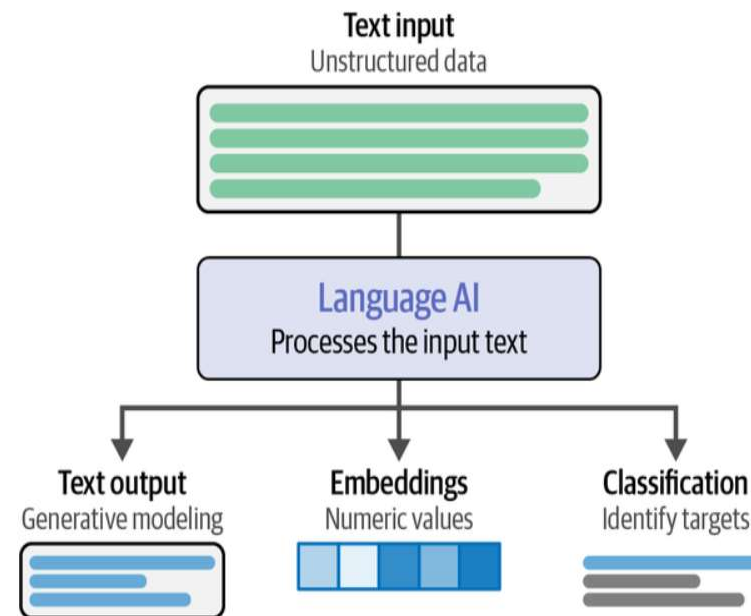 Text input
Unstructured data
Language AI
Processes the input text
Text output
Generative modeling
Embeddings
Numeric values
Classification
Identify targets